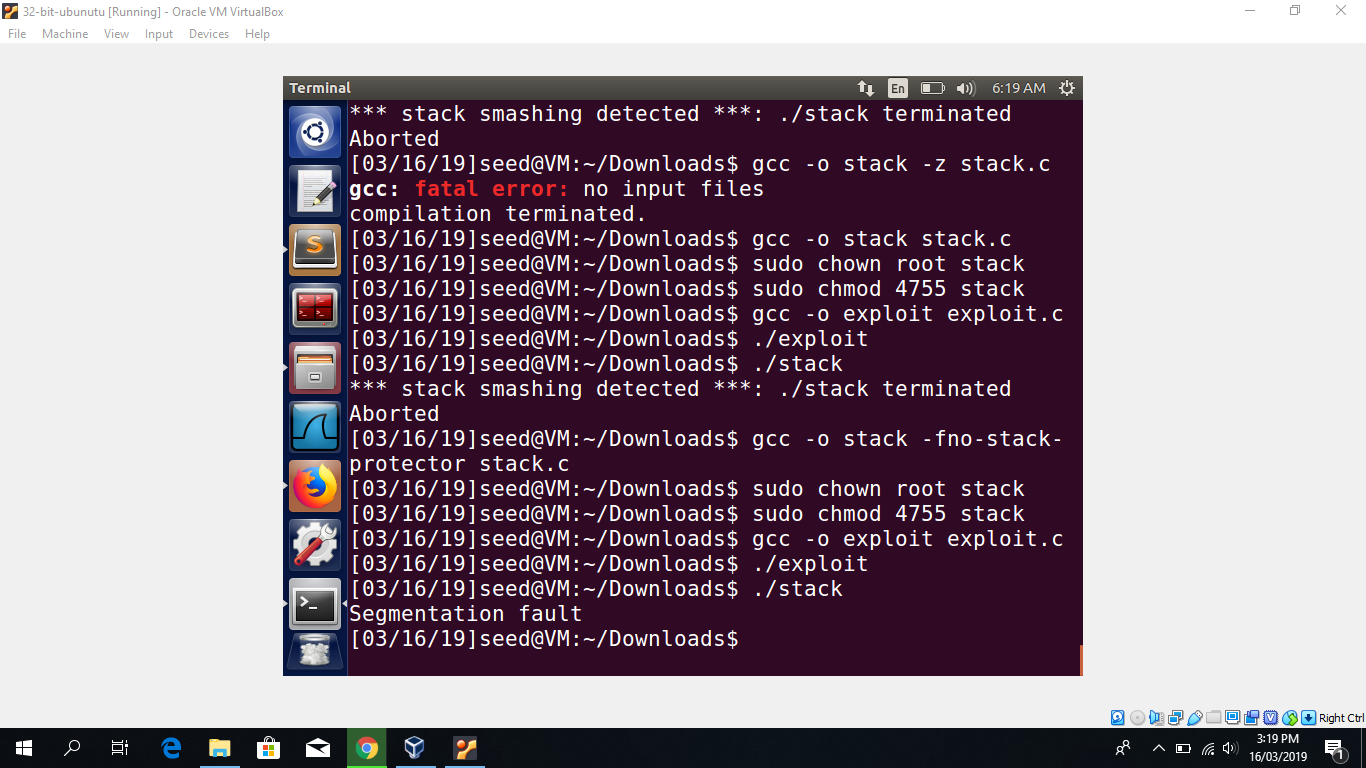 32-bit-ubunutu [Running] - Oracle VM VirtualBox
File Machine View Input Devices Help
Terminal En 6:19 AM
*** stack smashing detected ***: ./stack terminated
Aborted
[03/16/19]seed@VM:~/Downloads$ gcc -o stack -z stack.c
gcc: fatal error: no input files
compilation terminated.
[03/16/19]seed@VM:~/Downloads$ gcc -o stack stack.c
[03/16/19]seed@VM:~/Downloads$ sudo chown root stack
[03/16/19]seed@VM:~/Downloads$ sudo chmod 4755 stack
[03/16/19]seed@VM:~/Downloads$ gcc -o exploit exploit.c
[03/16/19]seed@VM:~/Downloads$ ./exploit
[03/16/19]seed@VM:~/Downloads$ ./stack
*** stack smashing detected ***: ./stack terminated
Aborted
[03/16/19]seed@VM:~/Downloads$ gcc -o stack -fno-stack-
protector stack.c
[03/16/19]seed@VM:~/Downloads$ sudo chown root stack
[03/16/19]seed@VM:~/Downloads$ sudo chmod 4755 stack
[03/16/19]seed@VM:~/Downloads$ gcc -o exploit exploit.c
[03/16/19]seed@VM:~/Downloads$ ./exploit
[03/16/19]seed@VM:~/Downloads$ ./stack
Segmentation fault
[03/16/19]seed@VM:~/Downloads$
Right Ctrl
3:19 PM
16/03/2019
1